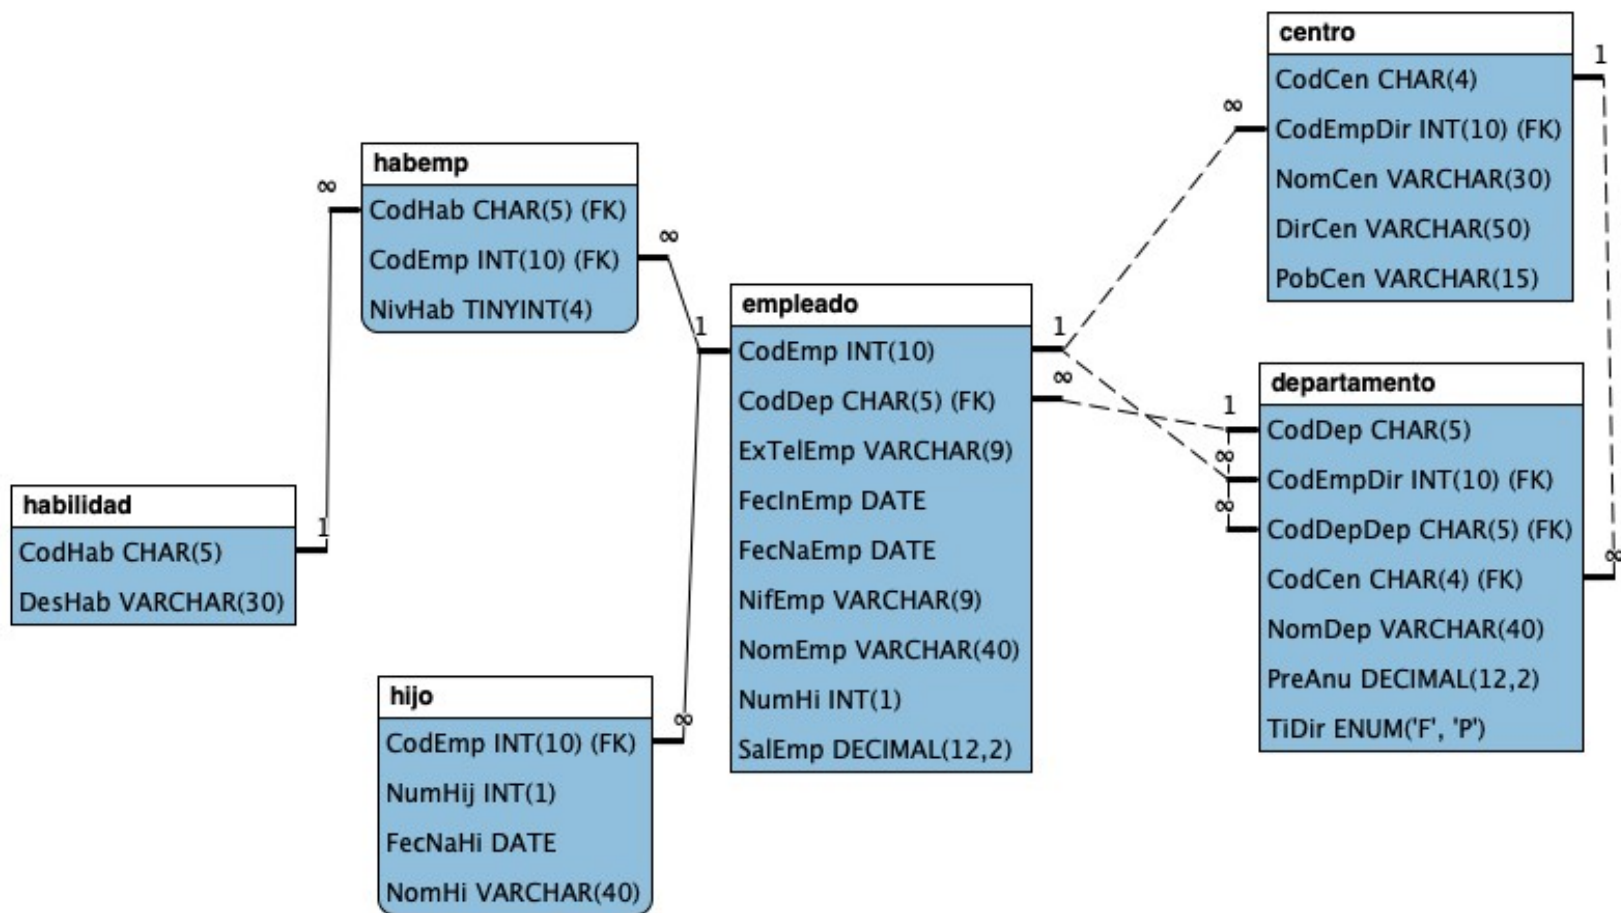 centro
CodCen CHAR(4)
CodEmpDir INT(10) (FK)
NomCen VARCHAR(30)
DirCen VARCHAR(50)
PobCen VARCHAR(15)
1
∞
habemp
CodHab CHAR(5) (FK)
CodEmp INT(10) (FK)
NivHab TINYINT(4)
∞
∞
empleado
CodEmp INT(10)
CodDep CHAR(5) (FK)
ExTelEmp VARCHAR(9)
FecInEmp DATE
FecNaEmp DATE
NifEmp VARCHAR(9)
NomEmp VARCHAR(40)
NumHi INT(1)
SalEmp DECIMAL(12,2)
1
1
∞
departamento
CodDep CHAR(5)
CodEmpDir INT(10) (FK)
CodDepDep CHAR(5) (FK)
CodCen CHAR(4) (FK)
NomDep VARCHAR(40)
PreAnu DECIMAL(12,2)
TiDir ENUM('F', 'P')
1
∞
∞
∞
habilidad
CodHab CHAR(5)
DesHab VARCHAR(30)
1
hijo
CodEmp INT(10) (FK)
NumHij INT(1)
FecNaHi DATE
NomHi VARCHAR(40)
∞